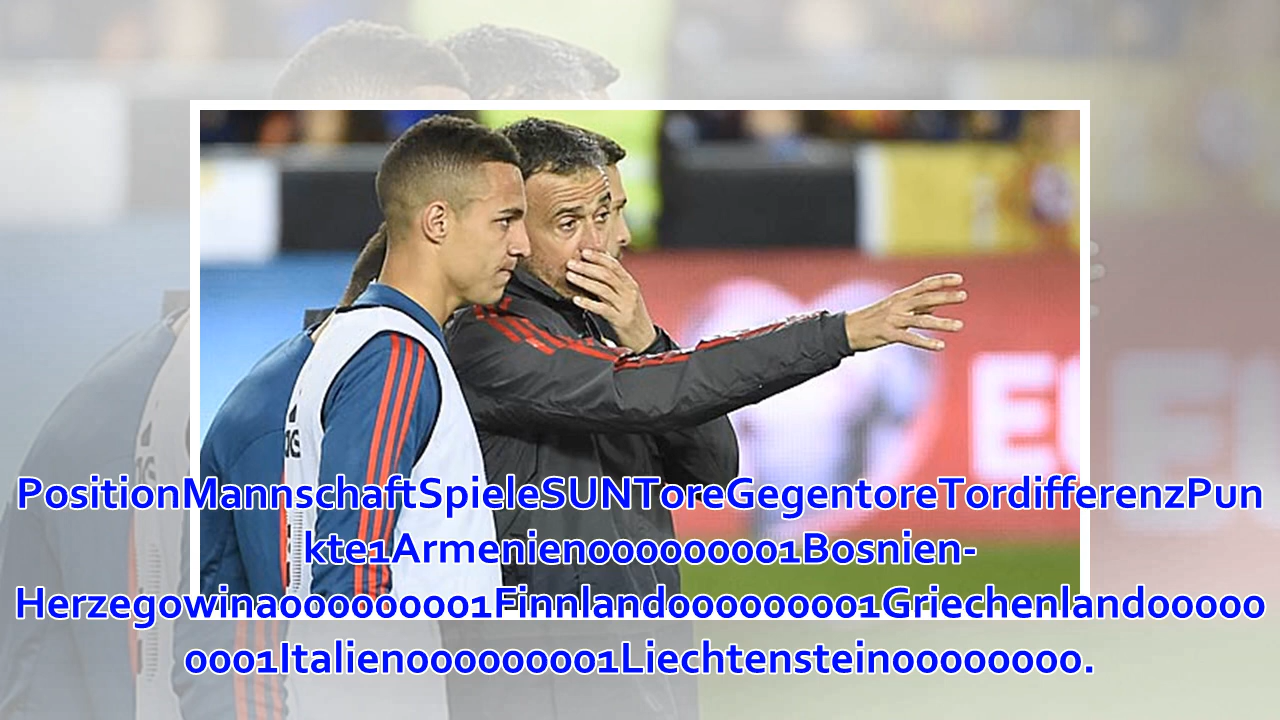 PositionMannschaftSpieleSUNToreGegentoreTordifferenzPun
kte1Armenien000000001Bosnien-
Herzegowina000000001Finnland000000001Griechenland00000
0001Italien000000001Liechtenstein00000000.